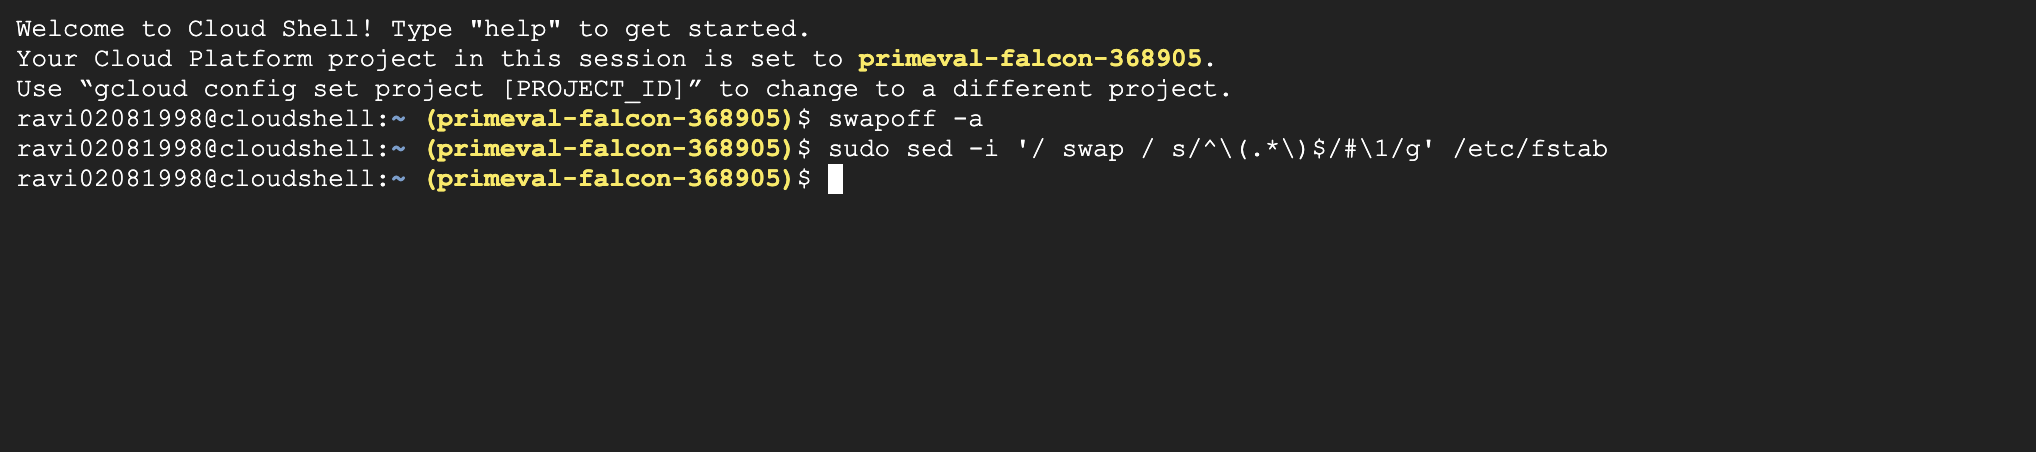 Welcome to Cloud Shell! Type "help" to get started.
Your Cloud Platform project in this session is set to primeval-falcon-368905.
Use “gcloud config set project [PROJECT_ID]” to change to a different project.
ravi02081998@cloudshell:~ (primeval-falcon-368905)$ swapoff -a
ravi02081998@cloudshell:~ (primeval-falcon-368905)$ sudo sed -i '/ swap / s/^\(.*\)$/#\1/g' /etc/fstab
ravi02081998@cloudshell:~ (primeval-falcon-368905)$